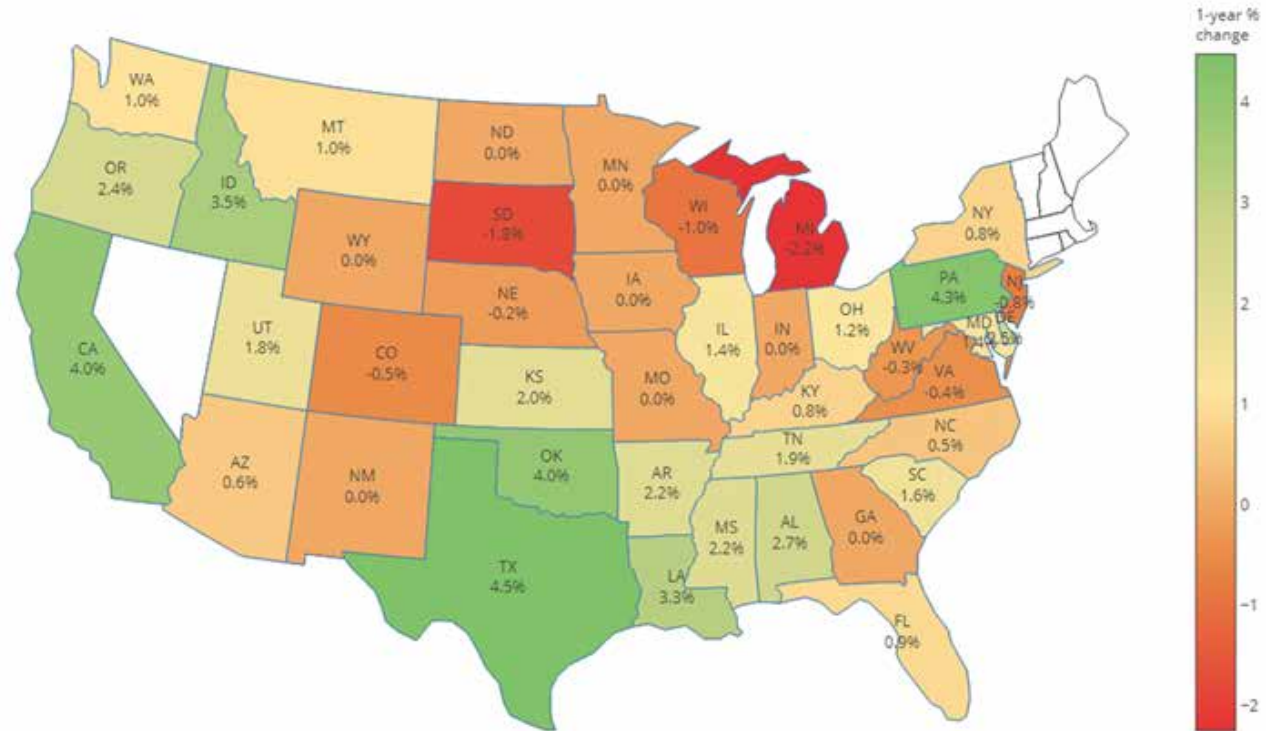 1-year %
change
4
3
2
1
0
−1
−2
WA
1.0%
MT
1.0%
ND
0.0%
MN
0.0%
OR
2.4%
ID
3.5%
SD
-1.8%
WI
-1.0%
MI
-2.2%
NY
0.8%
WY
0.0%
IA
0.0%
PA
4.3%
NJ
-0.8%
NE
-0.2%
UT
1.8%
CO
-0.5%
IL
1.4%
IN
0.0%
OH
1.2%
MD
DE
WV
-0.3%
VA
-0.4%
CA
4.0%
KS
2.0%
MO
0.0%
KY
0.8%
NC
0.5%
TN
1.9%
AZ
0.6%
NM
0.0%
OK
4.0%
AR
2.2%
SC
1.6%
MS
2.2%
AL
2.7%
GA
0.0%
TX
4.5%
LA
3.3%
FL
0.9%